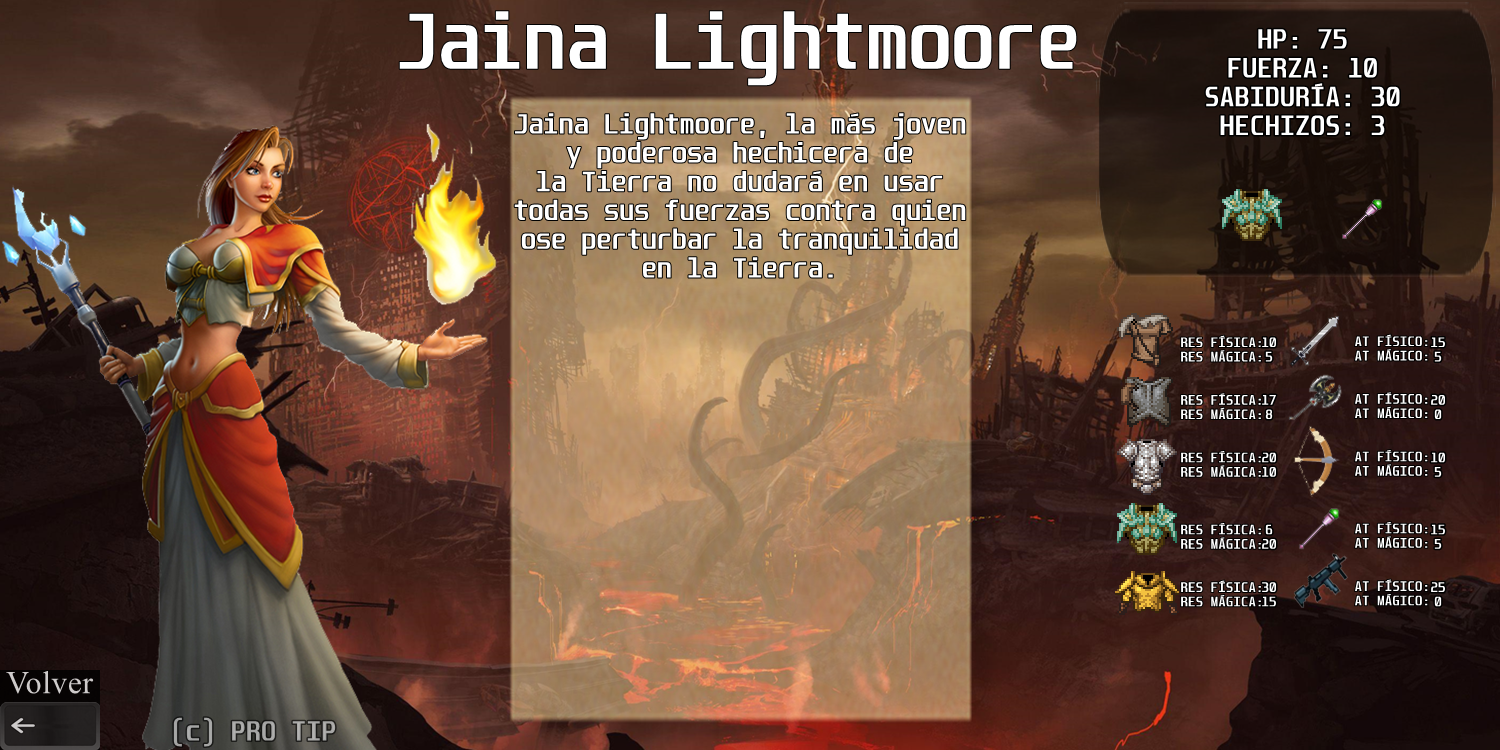 Jaina Lightmoore
Jaina Lightmoore, la más joven
y poderosa hechicera de
la Tierra no dudará en usar
todas sus fuerzas contra quien
ose perturbar la tranquilidad
en la Tierra.
HP: 75
FUERZA: 10
SABIDURÍA: 30
HECHIZOS: 3
RES FÍSICA:10
RES MÁGICA:5
AT FÍSICO:15
AT MÁGICO: 5
RES FÍSICA:17
RES MÁGICA:8
AT FÍSICO:20
AT MÁGICO: 0
RES FÍSICA:20
RES MÁGICA:10
AT FÍSICO:10
AT MÁGICO: 5
RES FÍSICA:6
RES MÁGICA:20
AT FÍSICO:15
AT MÁGICO: 5
RES FÍSICA:30
RES MÁGICA:15
AT FÍSICO:25
AT MÁGICO: 0
Volver
(c) PRO TIP